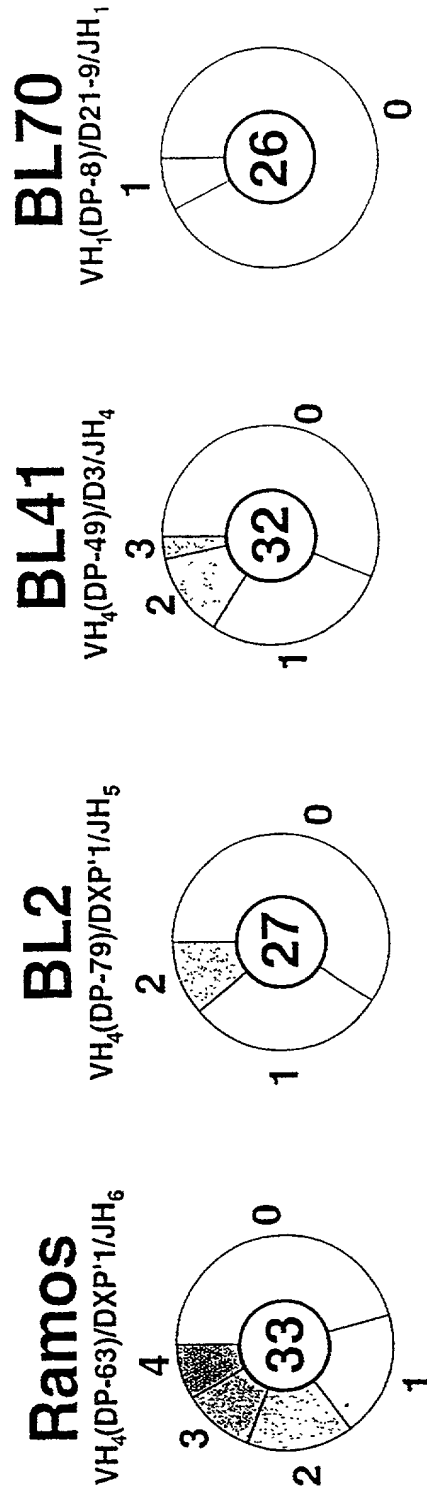 Ramos
VH4(DP-63)/DXP'1/JH6
0
1
2
3
4
33
BL2
VH4(DP-79)/DXP'1/JH5
0
1
2
27
BL41
VH4(DP-49)/D3/JH4
0
1
2
3
32
BL70
VH1(DP-8)/D21-9/JH1
0
1
26